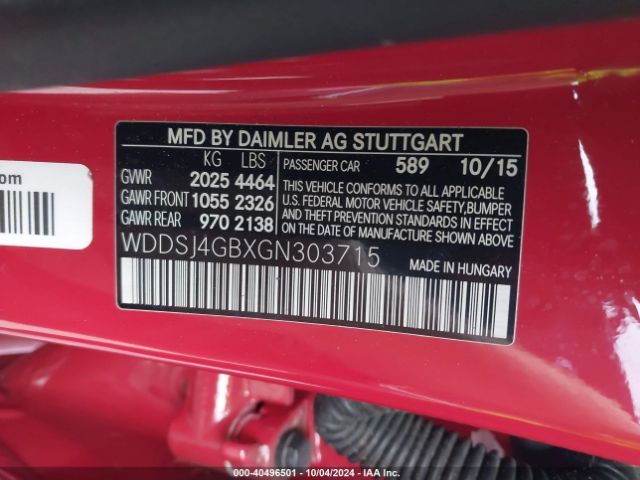 MFD BY DAIMLER AG STUTTGART
KG LBS
GVWR 2025 4464
GAWR FRONT 1055 2326
GAWR REAR 970 2138
PASSENGER CAR 589 10/15
THIS VEHICLE CONFORMS TO ALL APPLICABLE
U.S. FEDERAL MOTOR VEHICLE SAFETY,BUMPER
AND THEFT PREVENTION STANDARDS IN EFFECT
ON THE DATE OF MANUFACTURE SHOWN ABOVE
WDDSJ4GBXGN303715
MADE IN HUNGARY
om
000-40496501 - 10/04/2024 - IAA Inc.